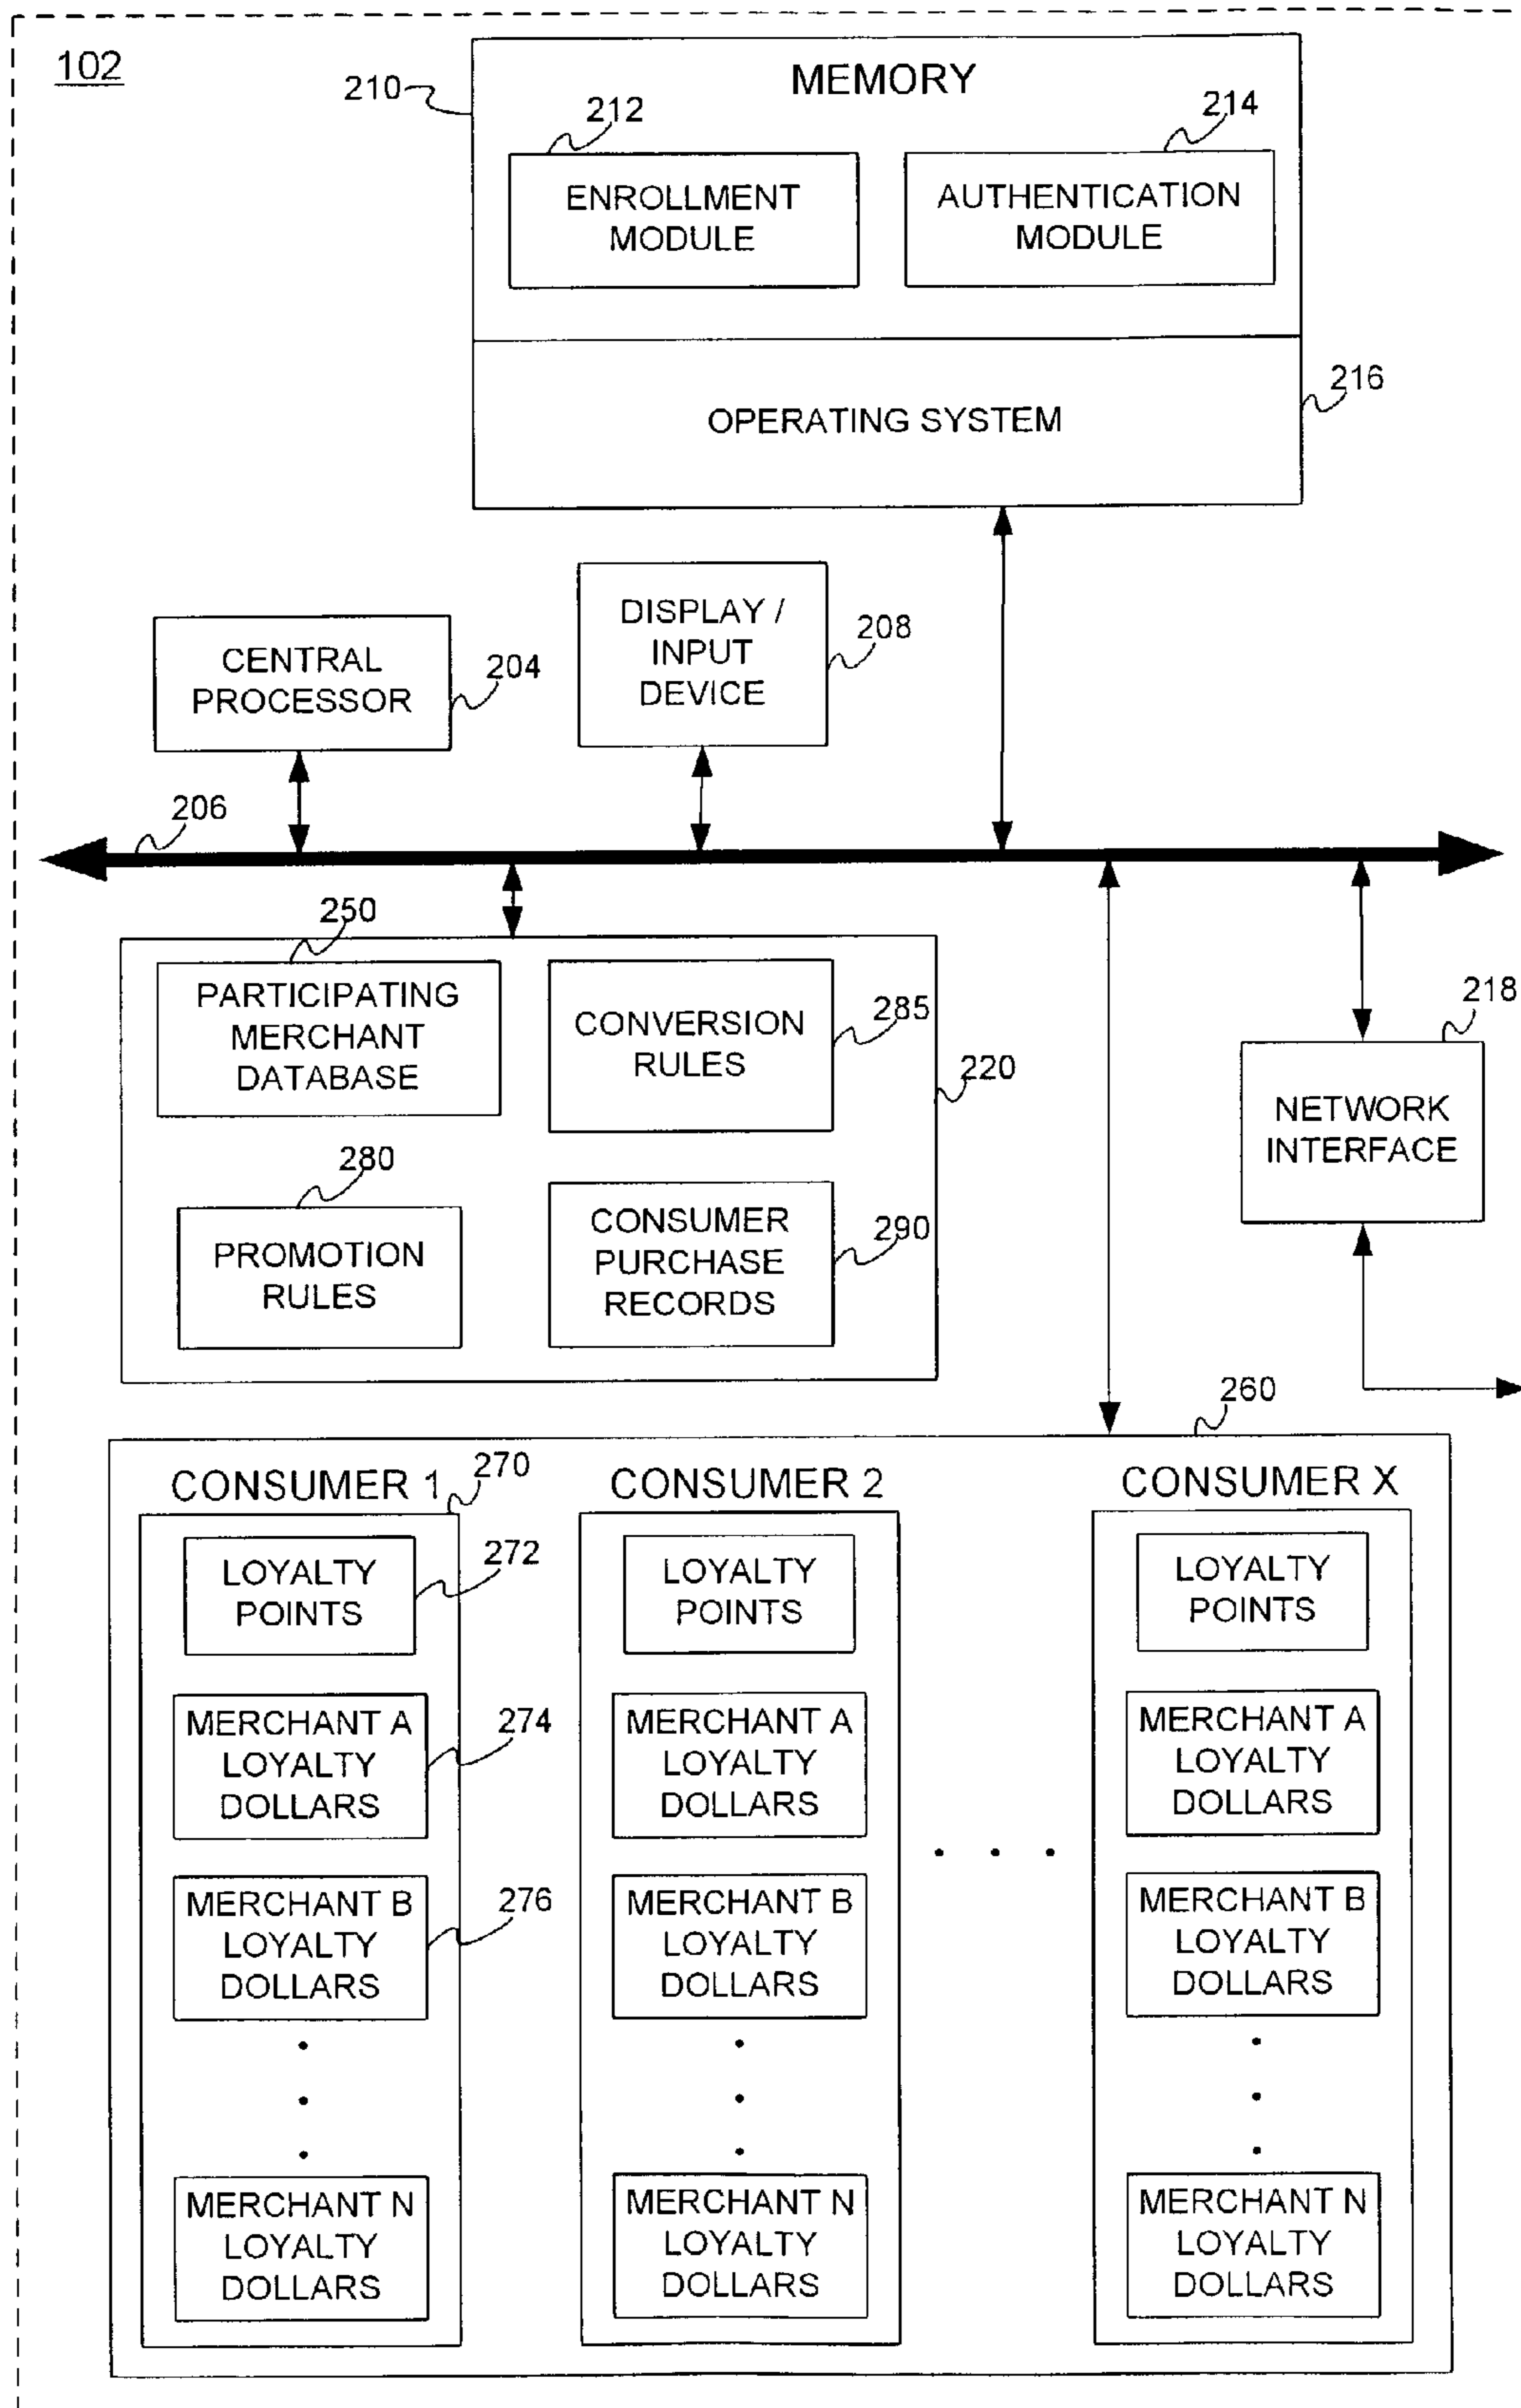 102
MEMORY
210
212
214
ENROLLMENT
MODULE
AUTHENTICATION
MODULE
216
OPERATING SYSTEM
CENTRAL
PROCESSOR
204
DISPLAY /
INPUT
DEVICE
208
206
250
PARTICIPATING
MERCHANT
DATABASE
CONVERSION
RULES
285
220
218
NETWORK
INTERFACE
280
PROMOTION
RULES
CONSUMER
PURCHASE
RECORDS
290
260
CONSUMER 1
270
CONSUMER 2
CONSUMER X
LOYALTY
POINTS
272
LOYALTY
POINTS
LOYALTY
POINTS
MERCHANT A
LOYALTY
DOLLARS
274
MERCHANT A
LOYALTY
DOLLARS
MERCHANT A
LOYALTY
DOLLARS
MERCHANT B
LOYALTY
DOLLARS
276
MERCHANT B
LOYALTY
DOLLARS
MERCHANT B
LOYALTY
DOLLARS
MERCHANT N
LOYALTY
DOLLARS
MERCHANT N
LOYALTY
DOLLARS
MERCHANT N
LOYALTY
DOLLARS